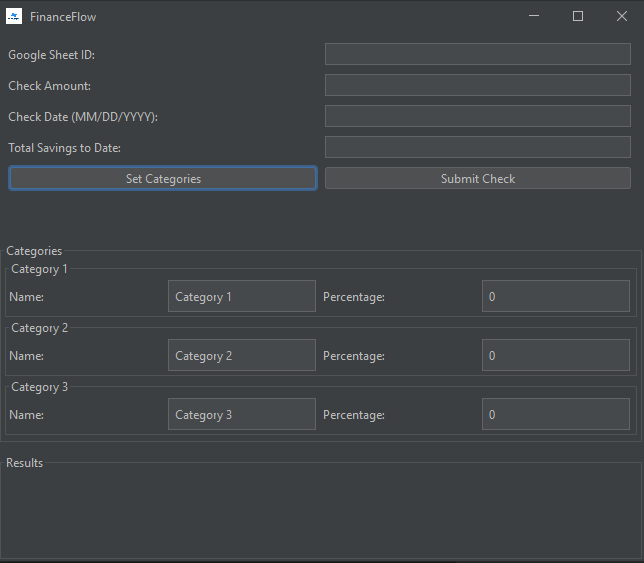 FinanceFlow
Google Sheet ID:
Check Amount:
Check Date (MM/DD/YYYY):
Total Savings to Date:
Set Categories Submit Check
Categories
Category 1
Name: Category 1 Percentage: 0
Category 2
Name: Category 2 Percentage: 0
Category 3
Name: Category 3 Percentage: 0
Results